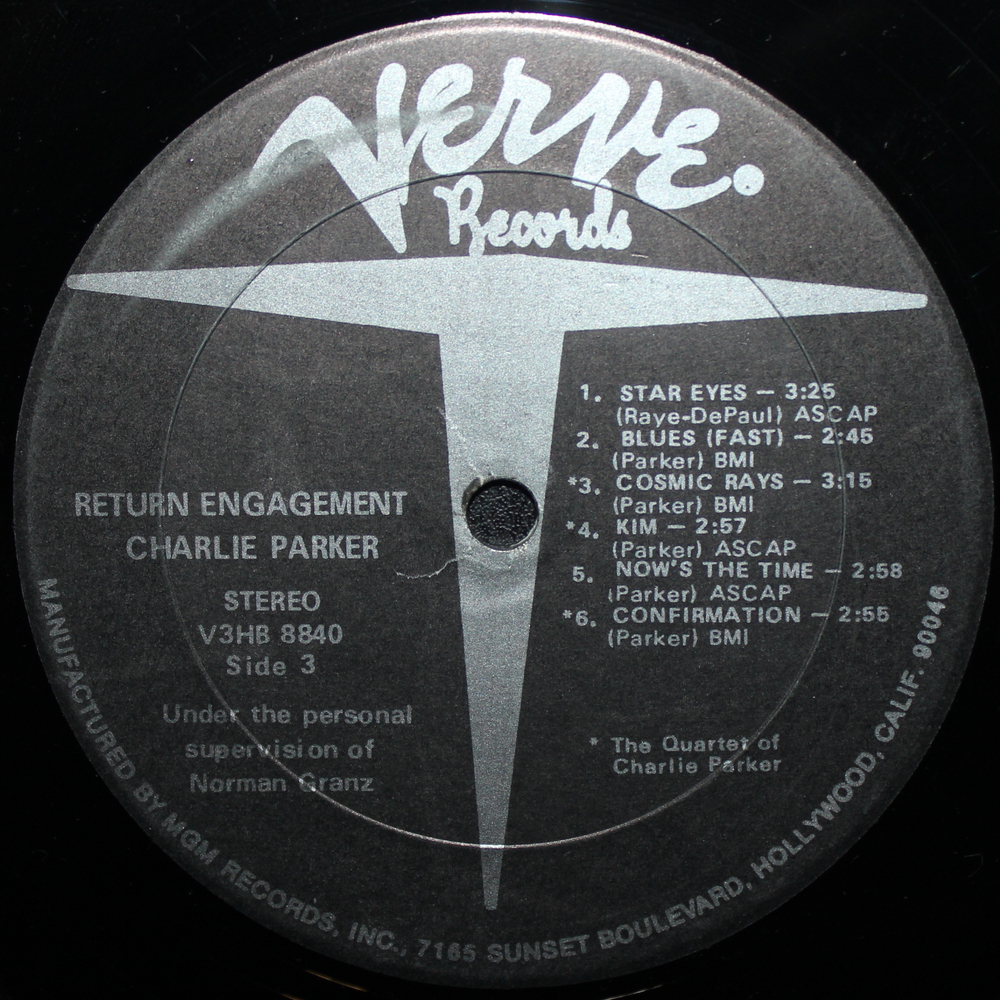 Verve.
Records
1. STAR EYES — 3:25
(Raye-DePaul) ASCAP
2. BLUES (FAST) — 2:45
(Parker) BMI
*3. COSMIC RAYS — 3:15
(Parker) BMI
*4. KIM — 2:57
(Parker) ASCAP
5. NOW'S THE TIME — 2:58
(Parker) ASCAP
*6. CONFIRMATION — 2:55
(Parker) BMI
RETURN ENGAGEMENT
CHARLIE PARKER
STEREO
V3HB 8840
Side 3
Under the personal
supervision of
Norman Granz
* The Quartet of
Charlie Parker
MANUFACTURED BY MGM RECORDS, INC., 7165 SUNSET BOULEVARD, HOLLYWOOD, CALIF. 90046